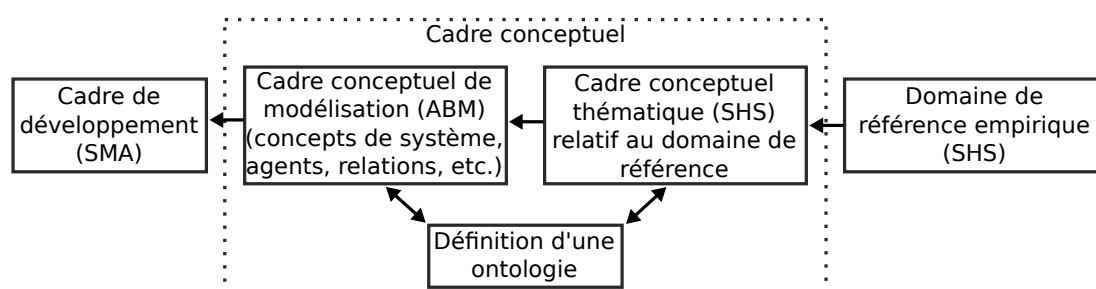 Cadre conceptuel
Cadre de
développement
(SMA)
Cadre conceptuel de
modélisation (ABM)
(concepts de système,
agents, relations, etc.)
Cadre conceptuel
thématique (SHS)
relatif au domaine de
référence
Domaine de
référence empirique
(SHS)
Définition d'une
ontologie